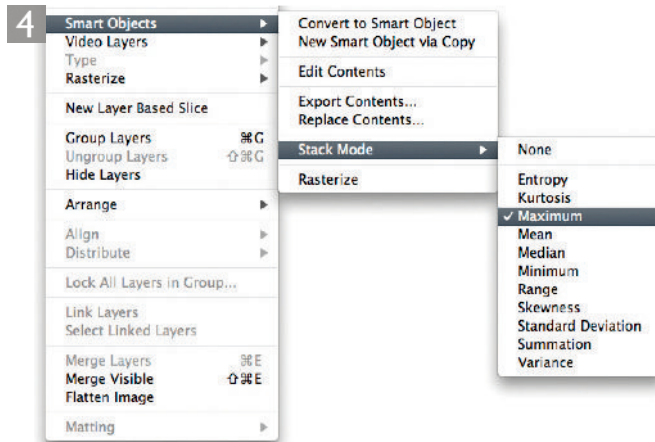 4
Smart Objects
Video Layers
Type
Rasterize
New Layer Based Slice
Group Layers ⌘G
Ungroup Layers ⇧⌘G
Hide Layers
Arrange
Align
Distribute
Lock All Layers in Group...
Link Layers
Select Linked Layers
Merge Layers ⌘E
Merge Visible ⇧⌘E
Flatten Image
Matting
Convert to Smart Object
New Smart Object via Copy
Edit Contents
Export Contents...
Replace Contents...
Stack Mode
Rasterize
None
Entropy
Kurtosis
✓ Maximum
Mean
Median
Minimum
Range
Skewness
Standard Deviation
Summation
Variance